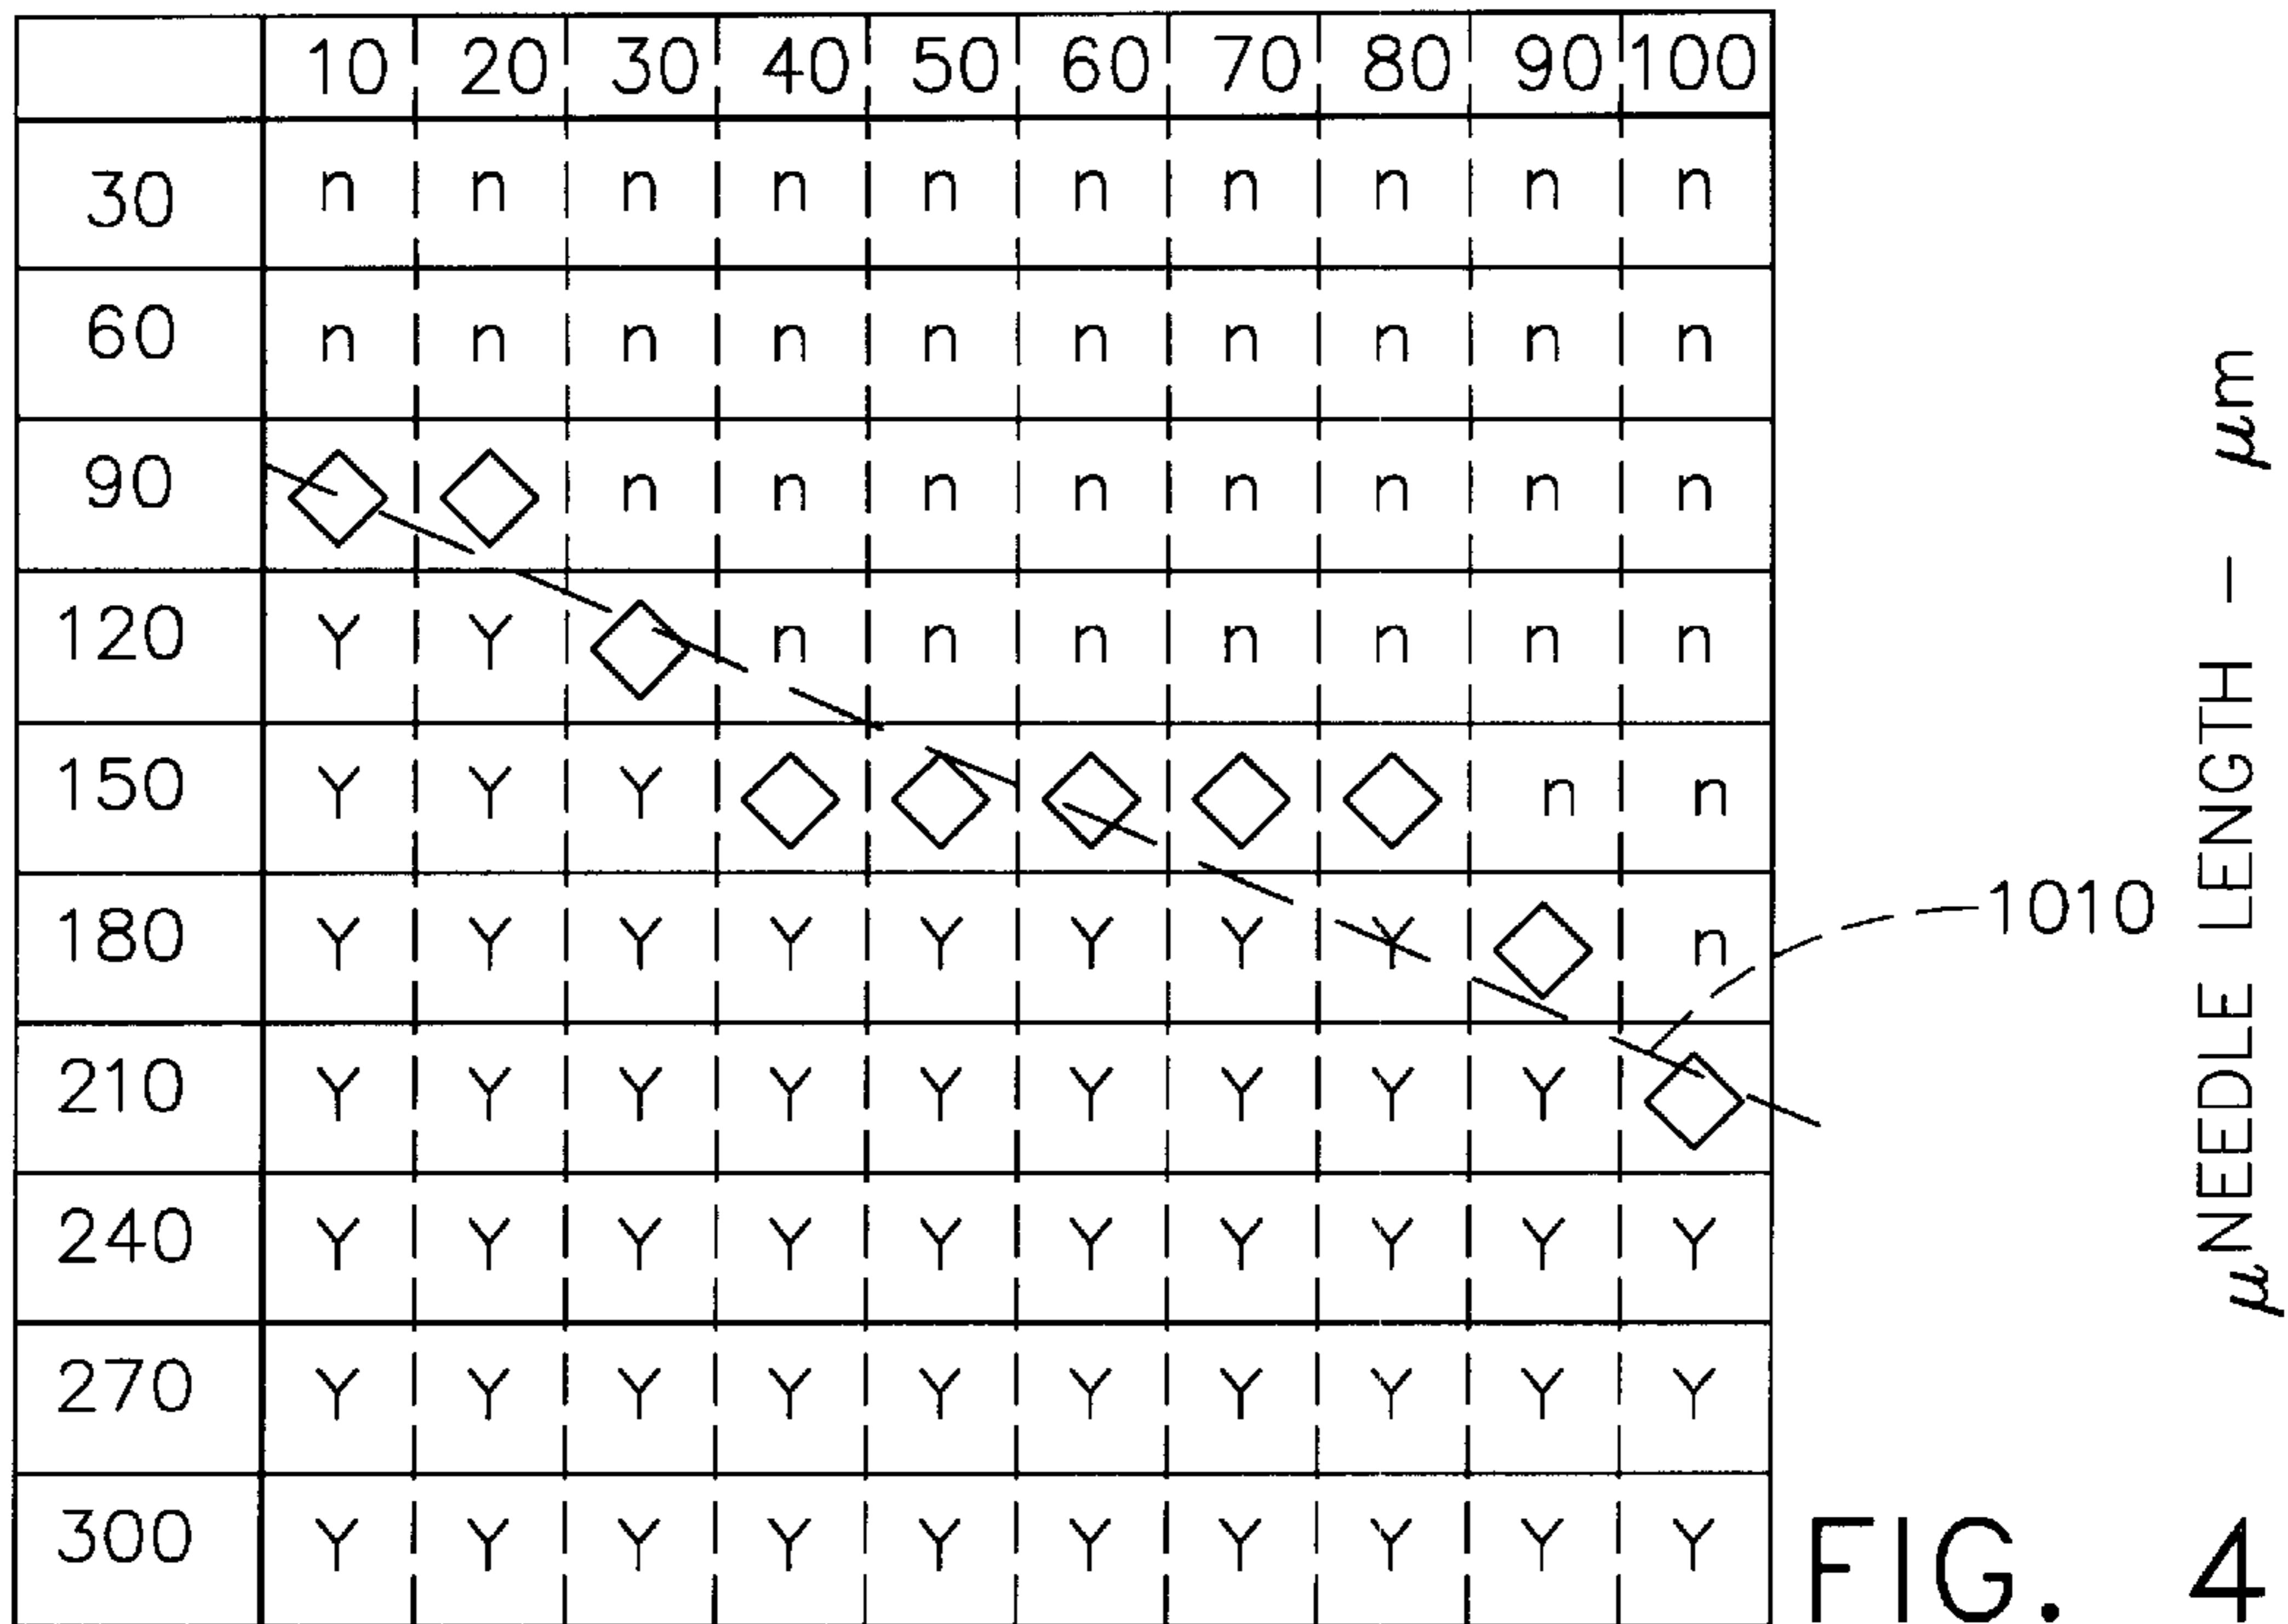 10 20 30 40 50 60 70 80 90 100
30 n n n n n n n n n n
60 n n n n n n n n n n
90 n n n n n n n n
120 Y Y n n n n n n n
150 Y Y Y n n
180 Y Y Y Y Y Y Y Y n
210 Y Y Y Y Y Y Y Y Y
240 Y Y Y Y Y Y Y Y Y Y
270 Y Y Y Y Y Y Y Y Y Y
300 Y Y Y Y Y Y Y Y Y Y
1010
μNEEDLE LENGTH – μm
FIG. 4